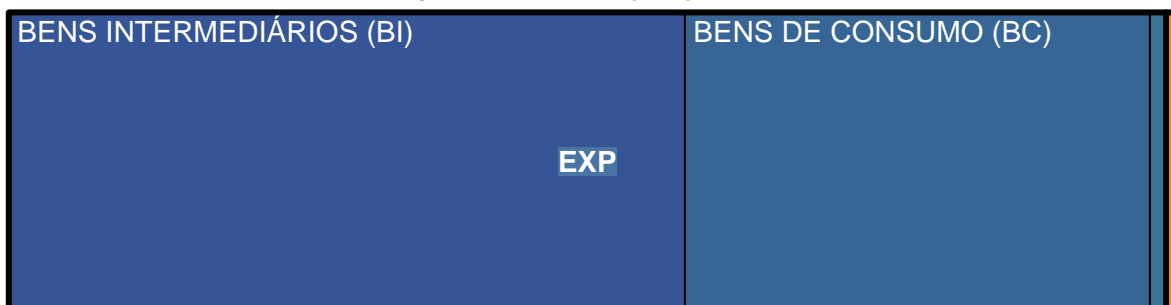 BENS INTERMEDIÁRIOS (BI)
BENS DE CONSUMO (BC)
EXP